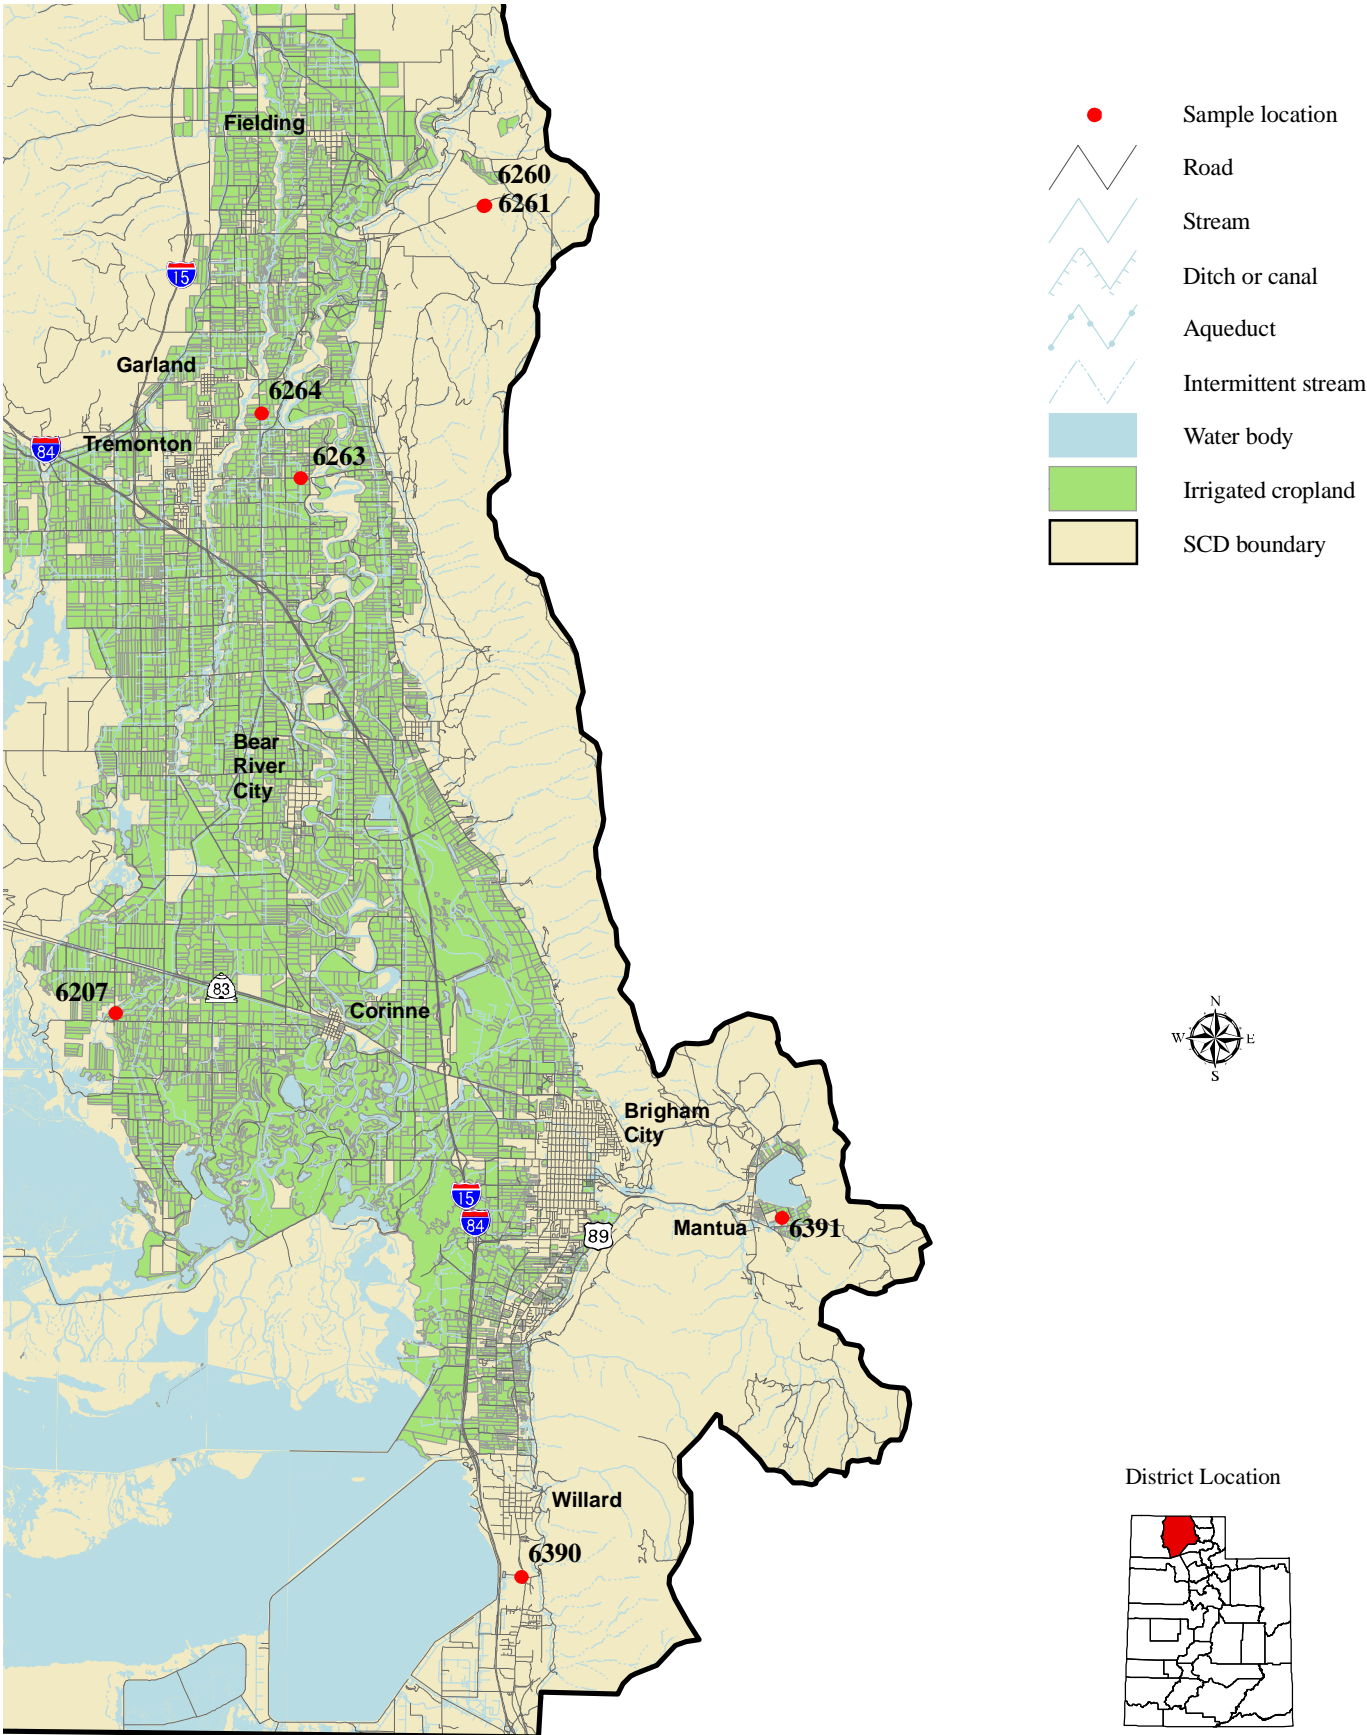 Fielding
6260
6261
15
Garland
6264
84
Tremonton
6263
Bear
River
City
6207
83
Corinne
Brigham
City
15
84
89
Mantua
6391
Willard
6390
Sample location
Road
Stream
Ditch or canal
Aqueduct
Intermittent stream
Water body
Irrigated cropland
SCD boundary
N
W
E
S
District Location